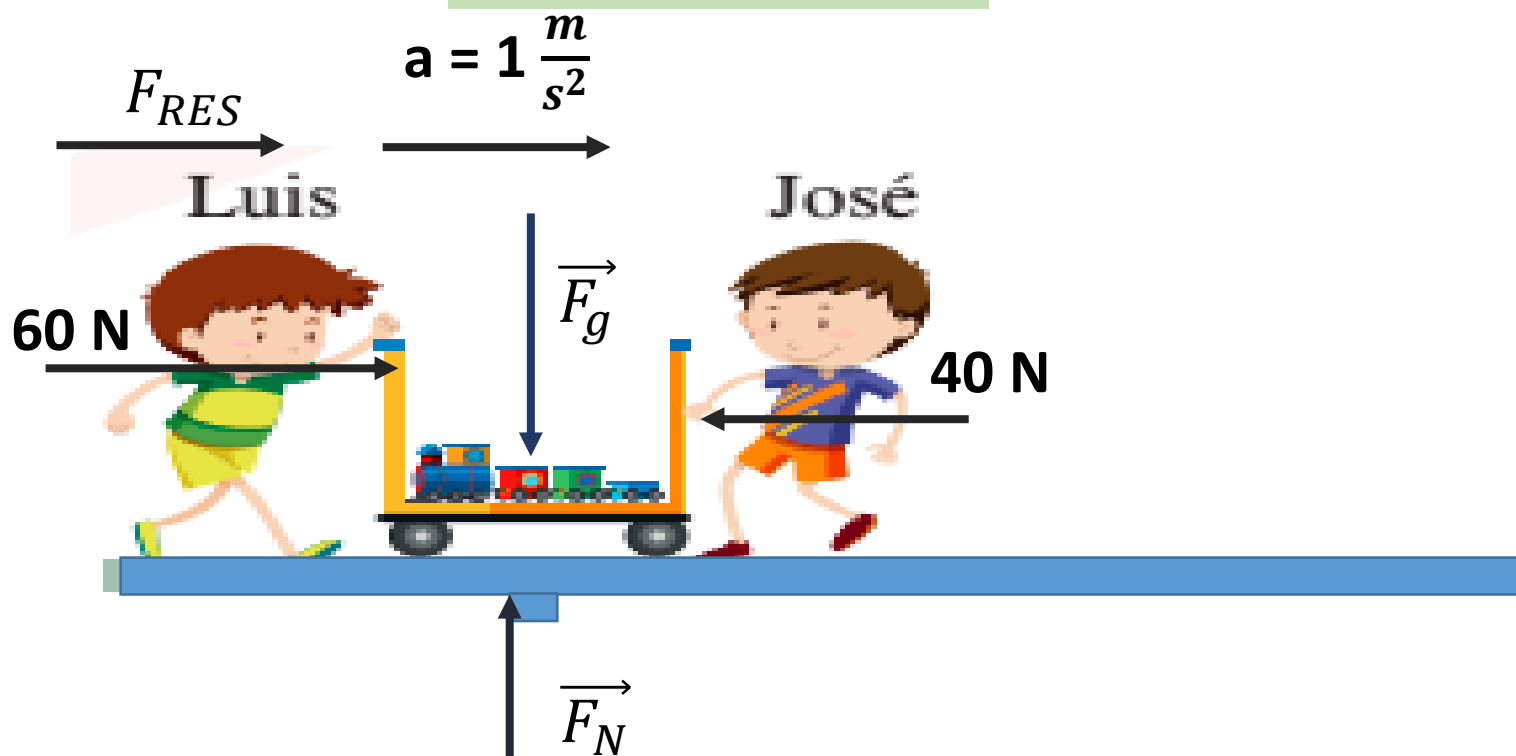 a = 1 m/s²
F_RES
Luis
José
60 N
F_g
40 N
F_N